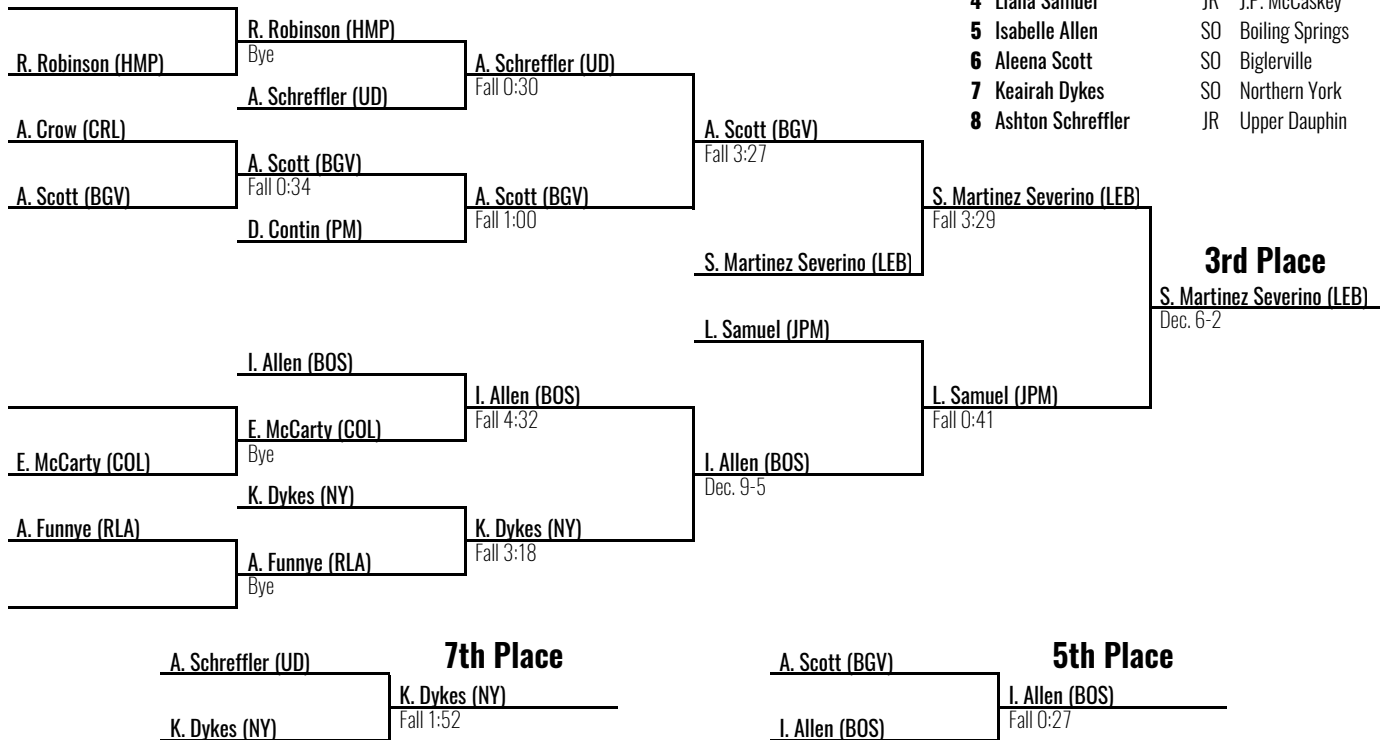 4 Liana Samuel JR J.P. McCaskey
5 Isabelle Allen SO Boiling Springs
6 Aleena Scott SO Biglerville
7 Keairah Dykes SO Northern York
8 Ashton Schreffler JR Upper Dauphin
R. Robinson (HMP)
A. Crow (CRL)
A. Scott (BGV)
E. McCarty (COL)
A. Funnye (RLA)
R. Robinson (HMP)
Bye
A. Schreffler (UD)
A. Scott (BGV)
Fall 0:34
D. Contin (PM)
I. Allen (BOS)
E. McCarty (COL)
Bye
K. Dykes (NY)
A. Funnye (RLA)
Bye
A. Schreffler (UD)
Fall 0:30
A. Scott (BGV)
Fall 1:00
I. Allen (BOS)
Fall 4:32
K. Dykes (NY)
Fall 3:18
A. Scott (BGV)
Fall 3:27
S. Martinez Severino (LEB)
L. Samuel (JPM)
I. Allen (BOS)
Dec. 9-5
S. Martinez Severino (LEB)
Fall 3:29
L. Samuel (JPM)
Fall 0:41
3rd Place
S. Martinez Severino (LEB)
Dec. 6-2
7th Place
A. Schreffler (UD)
K. Dykes (NY)
K. Dykes (NY)
Fall 1:52
5th Place
A. Scott (BGV)
I. Allen (BOS)
I. Allen (BOS)
Fall 0:27